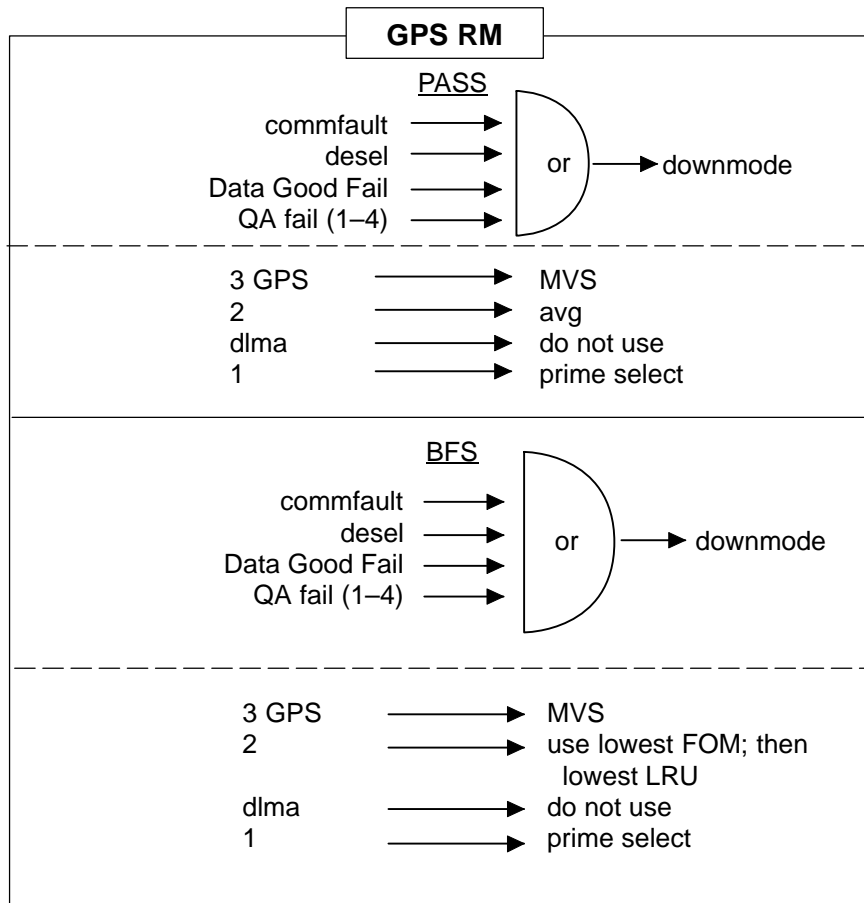 GPS RM
PASS
commfault
desel
Data Good Fail
QA fail (1–4)
or
downmode
3 GPS MVS
2 avg
dlma do not use
1 prime select
BFS
commfault
desel
Data Good Fail
QA fail (1–4)
or
downmode
3 GPS MVS
2 use lowest FOM; then
lowest LRU
dlma do not use
1 prime select